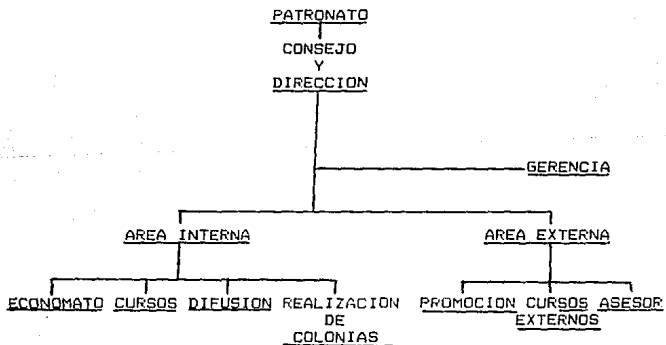 PATRONATO
CONSEJO
Y
DIRECCION
GERENCIA
AREA INTERNA
AREA EXTERNA
ECONOMATO CURSOS DIFUSION REALIZACION
DE
COLONIAS
PROMOCION CURSOS ASESOR
EXTERNOS